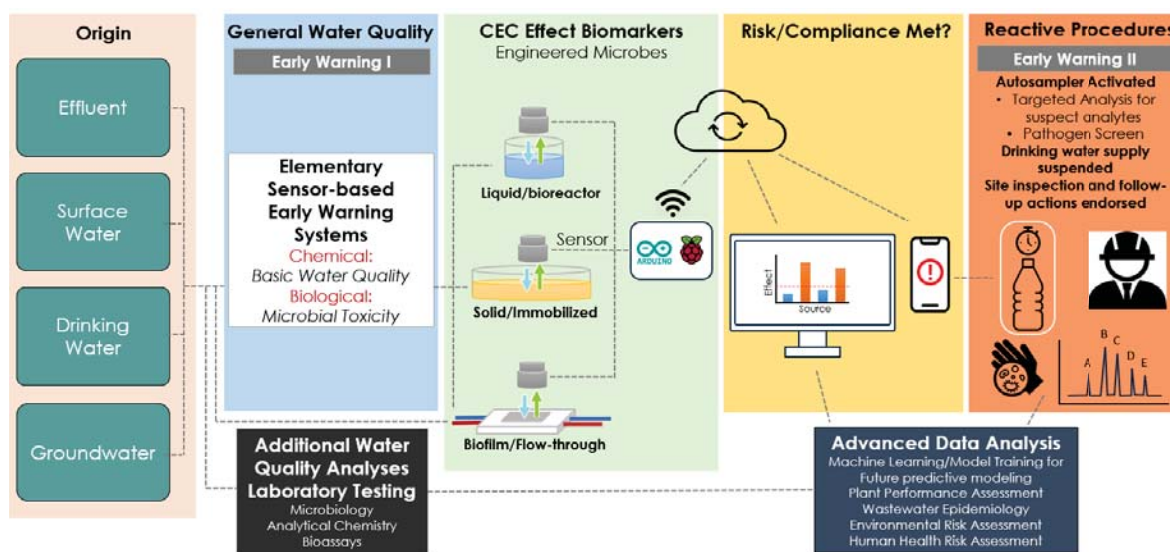 Origin
Effluent
Surface
Water
Drinking
Water
Groundwater
General Water Quality
Early Warning I
Elementary
Sensor-based
Early Warning
Systems
Chemical:
Basic Water Quality
Biological:
Microbial Toxicity
Additional Water
Quality Analyses
Laboratory Testing
Microbiology
Analytical Chemistry
Bioassays
CEC Effect Biomarkers
Engineered Microbes
Liquid/bioreactor
Sensor
Solid/Immobilized
Biofilm/Flow-through
Risk/Compliance Met?
ARDUINO
Effect
Source
Reactive Procedures
Early Warning II
Autosampler Activated
• Targeted Analysis for
suspect analytes
• Pathogen Screen
Drinking water supply
suspended
Site inspection and follow-
up actions endorsed
A B C D E
Advanced Data Analysis
Machine Learning/Model Training for
Future predictive modeling
Plant Performance Assessment
Wastewater Epidemiology
Environmental Risk Assessment
Human Health Risk Assessment